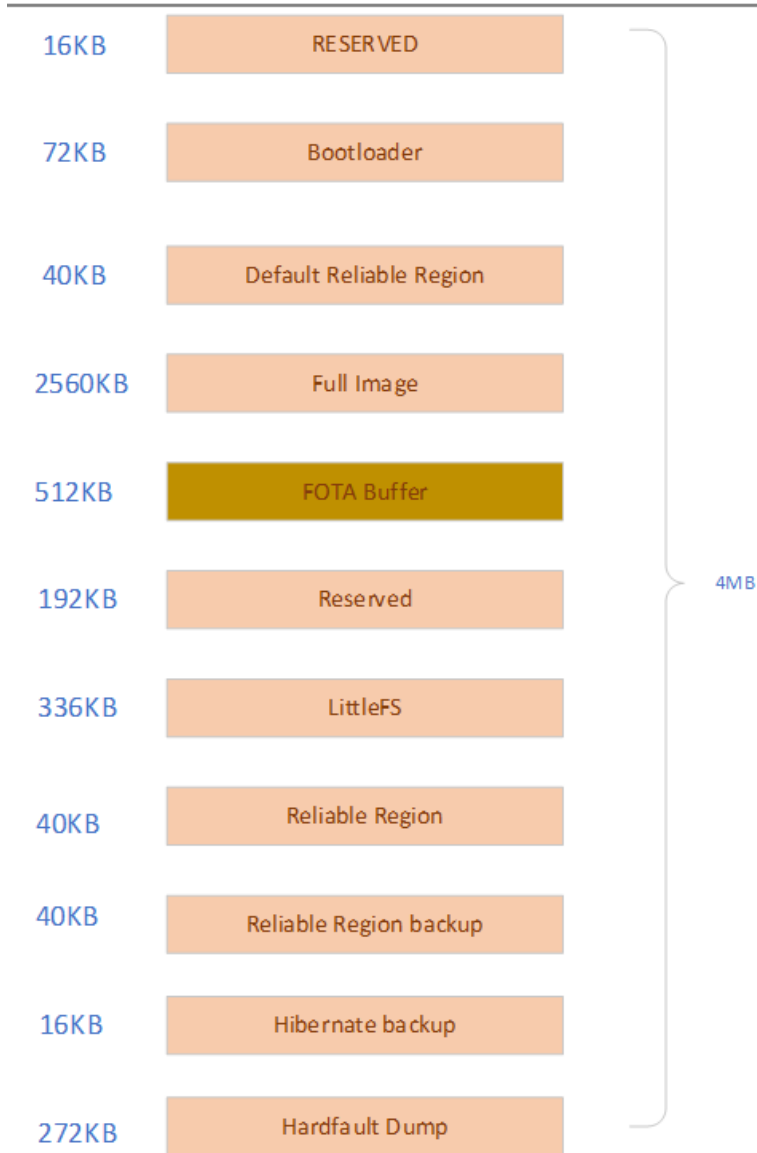 16KB RESERVED
72KB Bootloader
40KB Default Reliable Region
2560KB Full Image
512KB FOTA Buffer
4MB
192KB Reserved
336KB LittleFS
40KB Reliable Region
40KB Reliable Region backup
16KB Hibernate backup
272KB Hardfault Dump